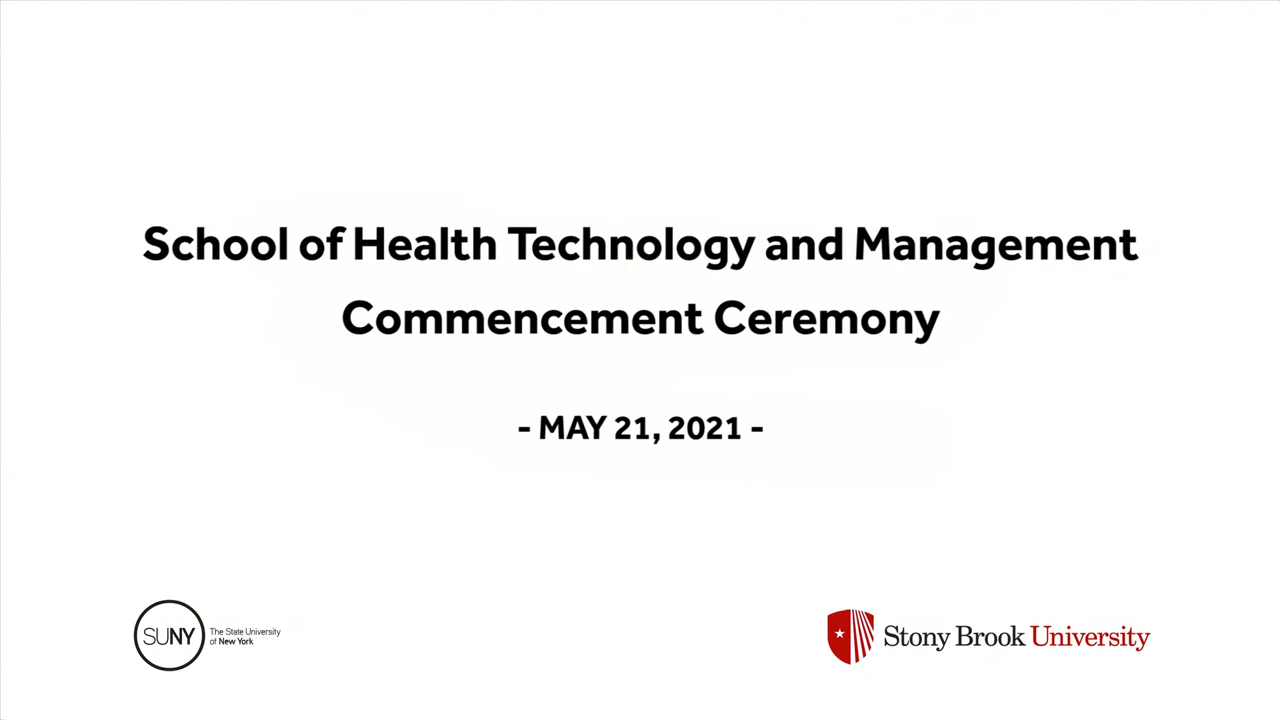 School of Health Technology and Management
Commencement Ceremony
- MAY 21, 2021 -
SUNY
The State University
of New York
Stony Brook University